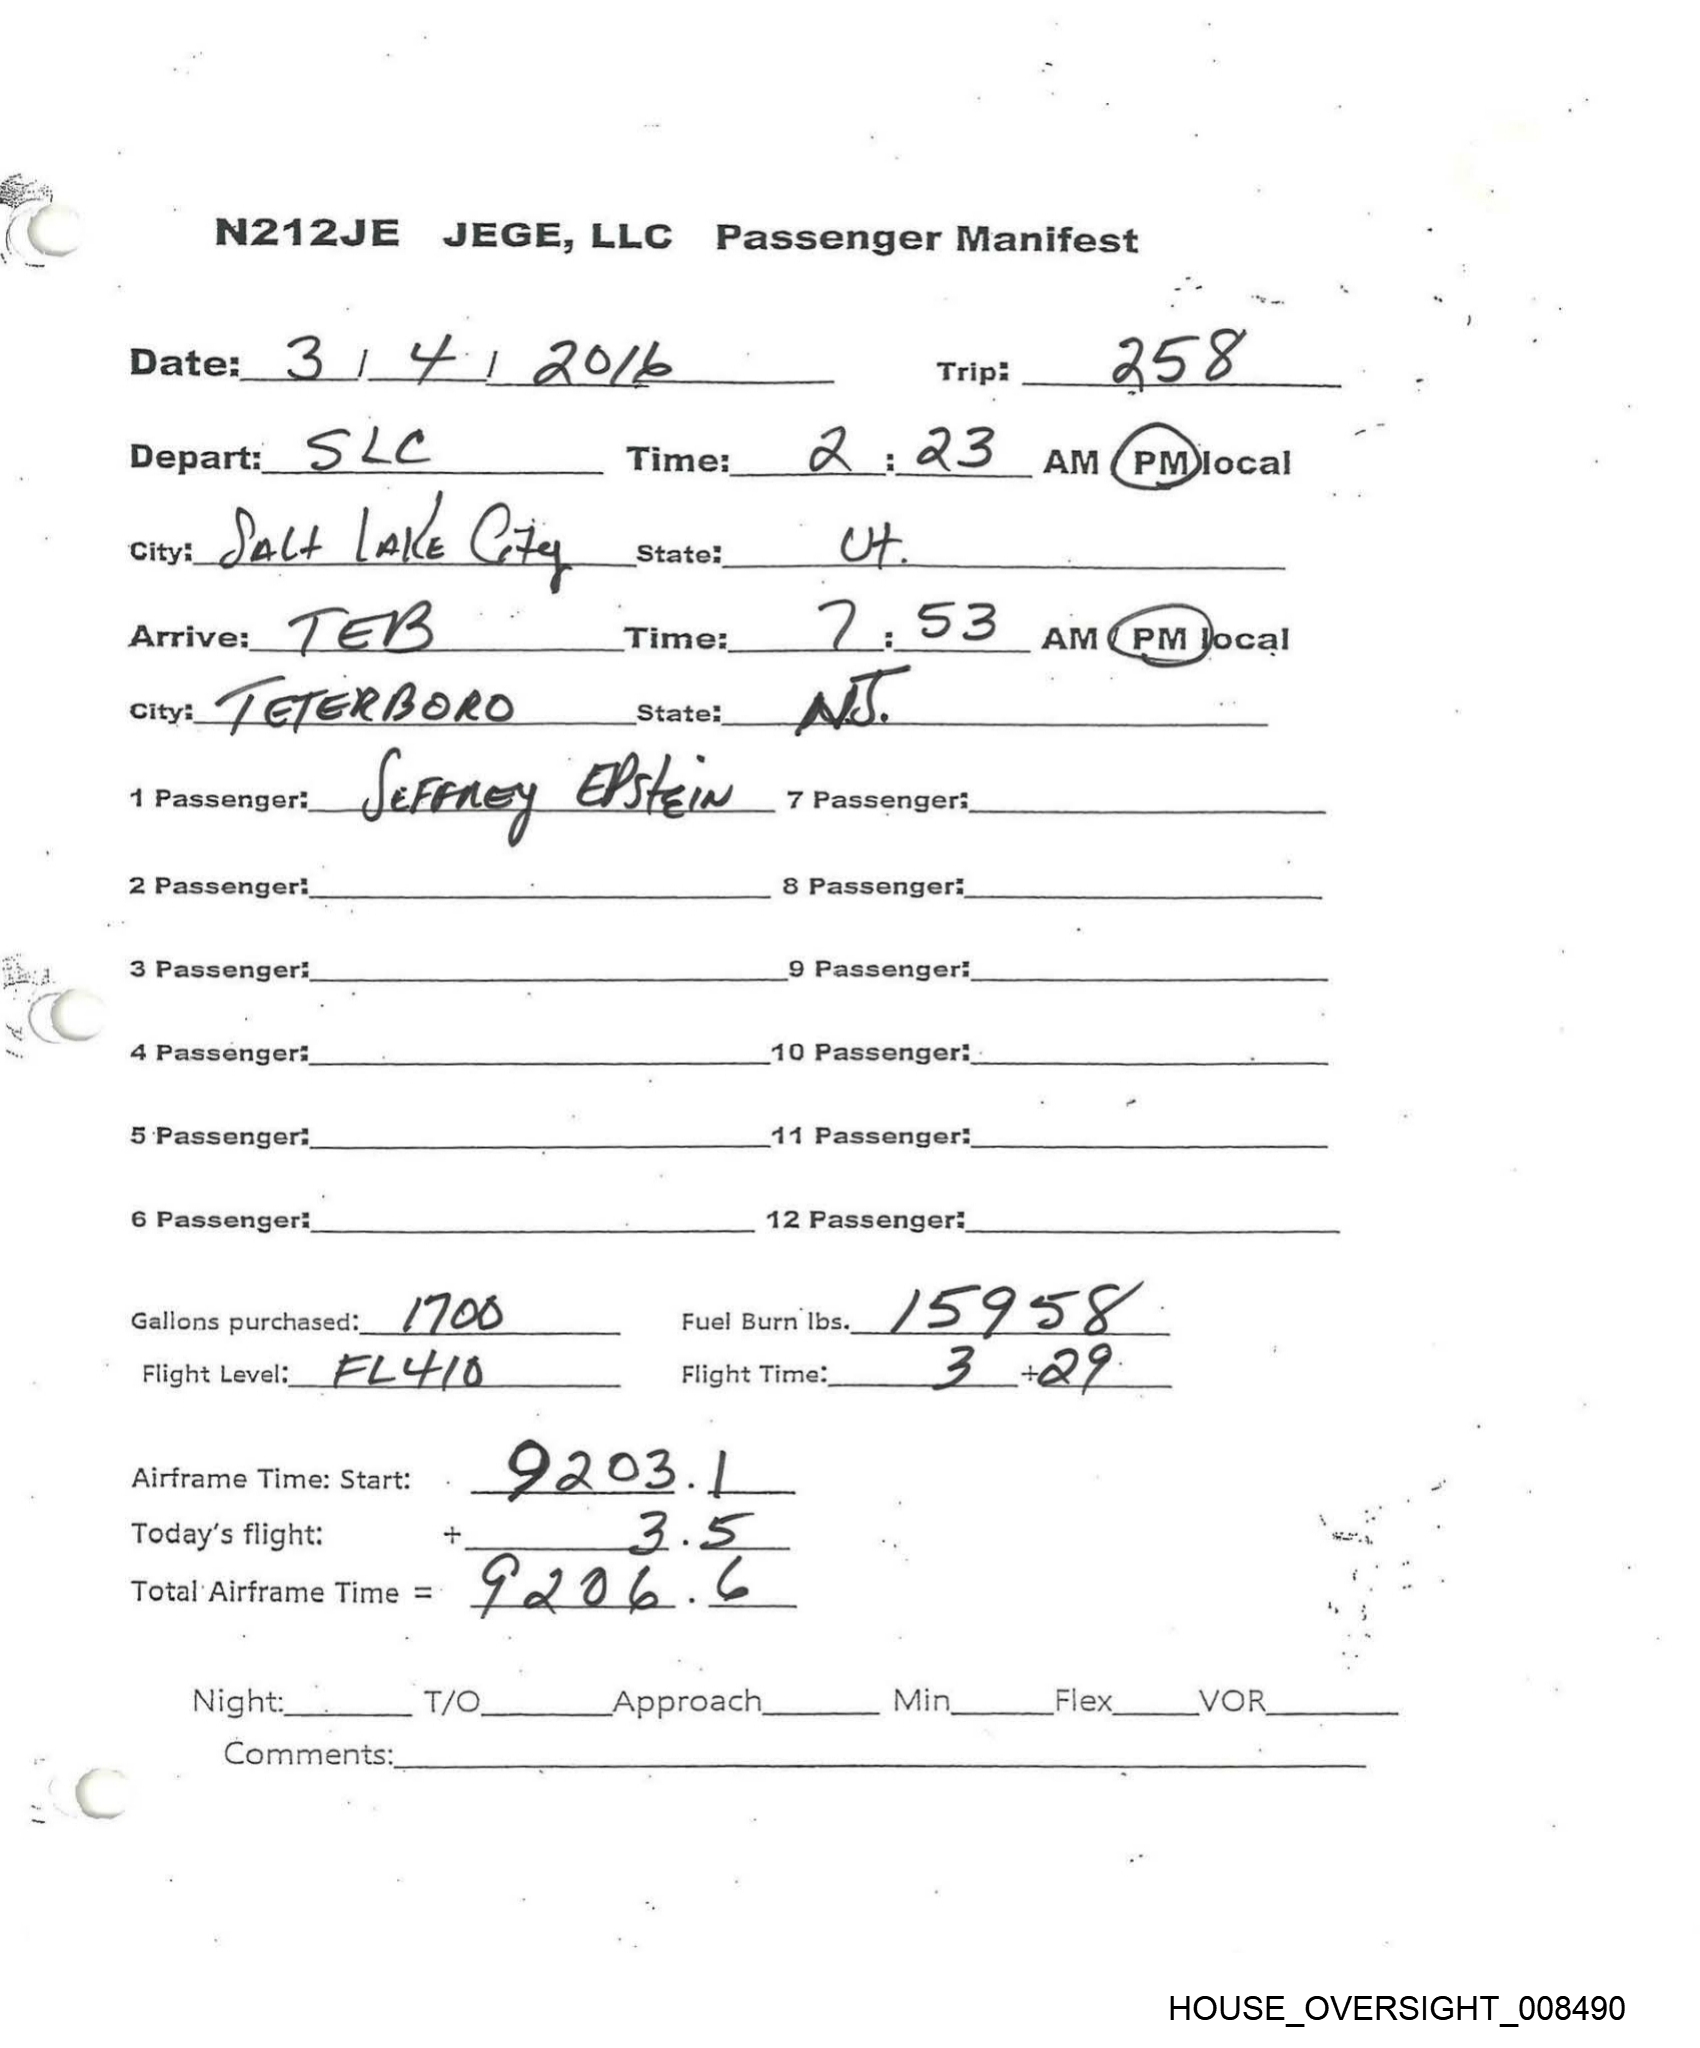 N212JE JEGE, LLC Passenger Manifest
Date: 3 / 4 / 2016 Trip: 258
Depart: SLC Time: 2 : 23 AM PM local
City: Salt Lake City State: Ut.
Arrive: TEB Time: 7 : 53 AM PM local
City: TETERBORO State: N.J.
1 Passenger: Jeffrey Epstein 7 Passenger:
2 Passenger: 8 Passenger:
3 Passenger: 9 Passenger:
4 Passenger: 10 Passenger:
5 Passenger: 11 Passenger:
6 Passenger: 12 Passenger:
Gallons purchased: 1700 Fuel Burn lbs. 15958
Flight Level: FL410 Flight Time: 3 + 29
Airframe Time: Start: 9203.1
Today's flight: + 3.5
Total Airframe Time = 9206.6
Night: T/O Approach Min Flex VOR
Comments:
HOUSE_OVERSIGHT_008490